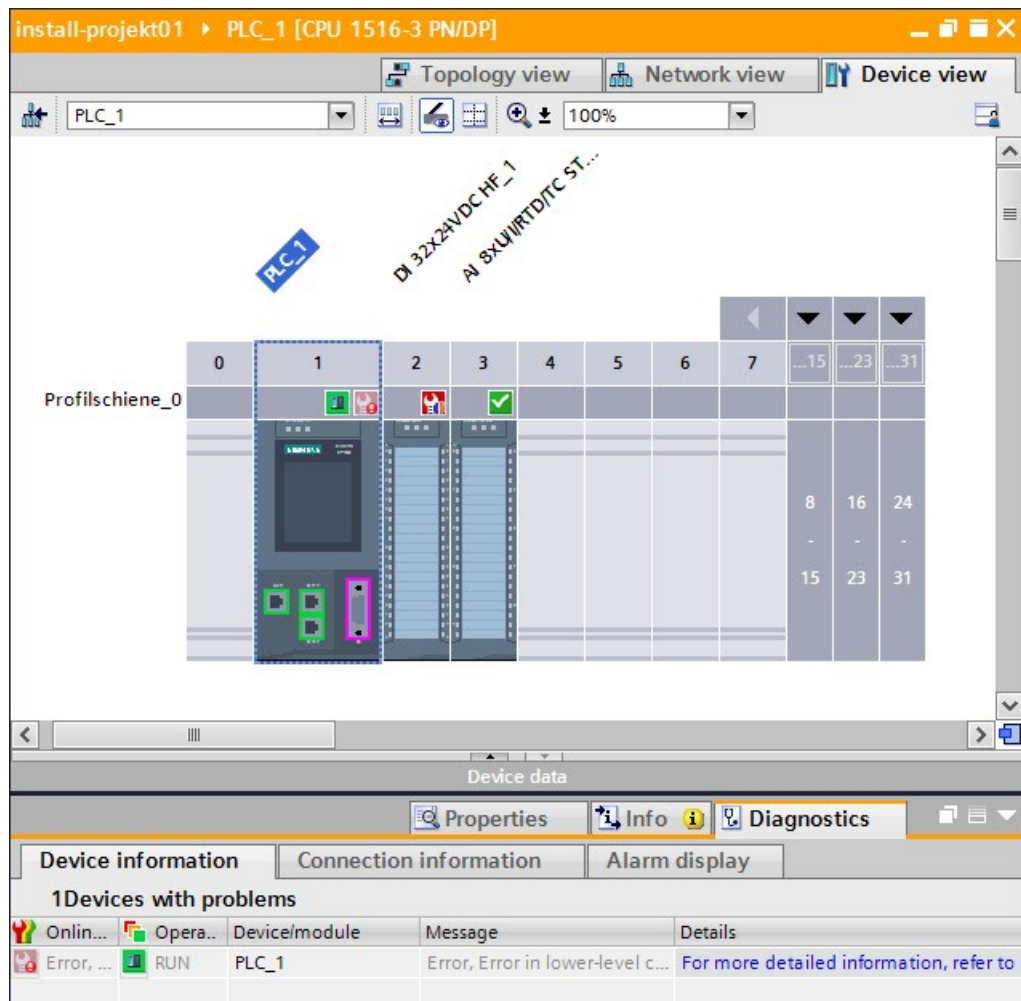 install-projekt01 ▸ PLC_1 [CPU 1516-3 PN/DP]
Topology view Network view Device view
PLC_1 100%
PLC_1
DI 32x24VDC HF_1
AI 8xU/I/RTD/TC ST...
0 1 2 3 4 5 6 7 ...15 ...23 ...31
Profilschiene_0
SIEMENS
8 16 24
- - -
15 23 31
Device data
Properties Info Diagnostics
Device information Connection information Alarm display
1Devices with problems
Onlin... Opera.. Device/module Message Details
Error, ... RUN PLC_1 Error, Error in lower-level c... For more detailed information, refer to